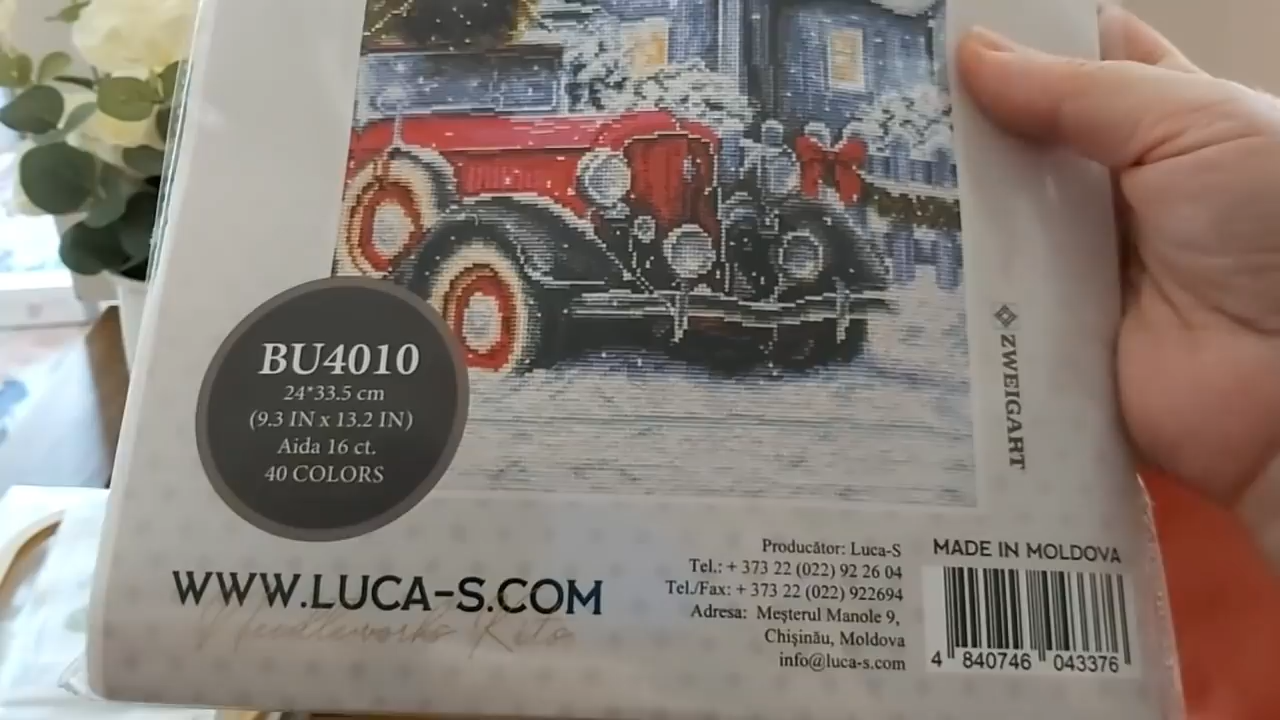 ZWEIGART
BU4010
24*33.5 cm
(9.3 IN x 13.2 IN)
Aida 16 ct.
40 COLORS
WWW.LUCA-S.COM
Needleworks Kits
Producător: Luca-S
Tel.: + 373 22 (022) 92 26 04
Tel./Fax: + 373 22 (022) 922694
Adresa: Meşterul Manole 9,
Chişinău, Moldova
info@luca-s.com
MADE IN MOLDOVA
4 840746 043376